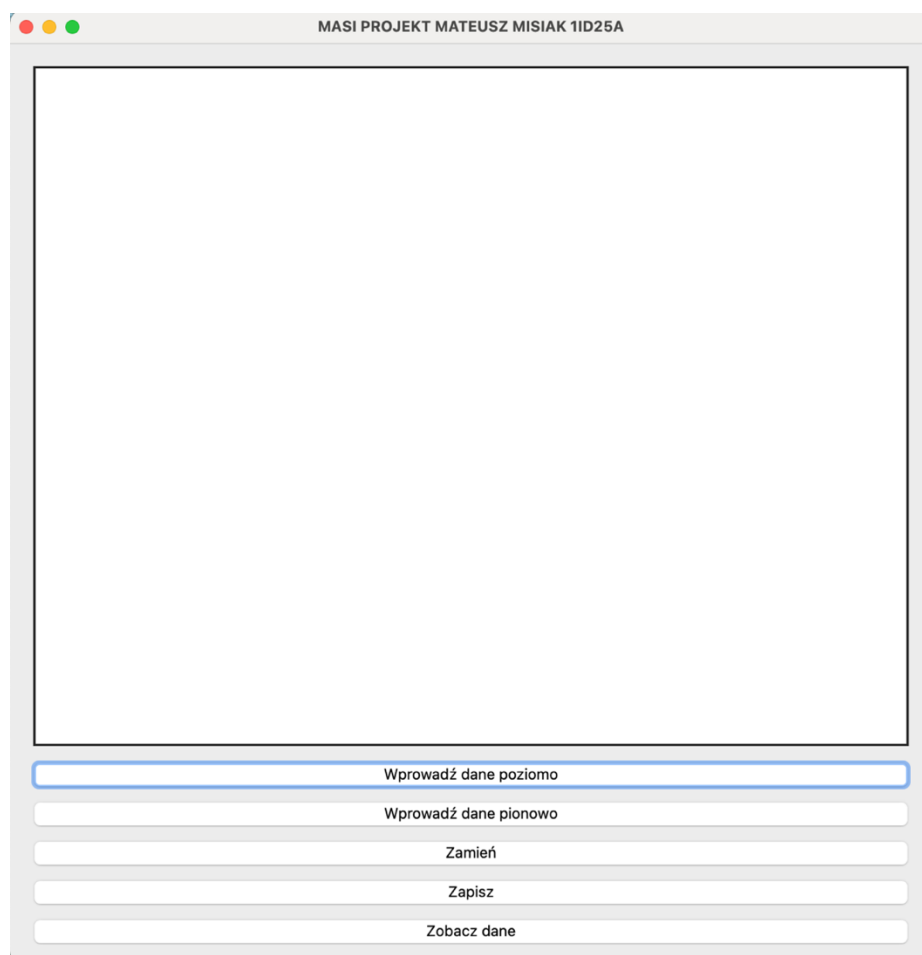 MASI PROJEKT MATEUSZ MISIAK 1ID25A
Wprowadź dane poziomo
Wprowadź dane pionowo
Zamień
Zapisz
Zobacz dane